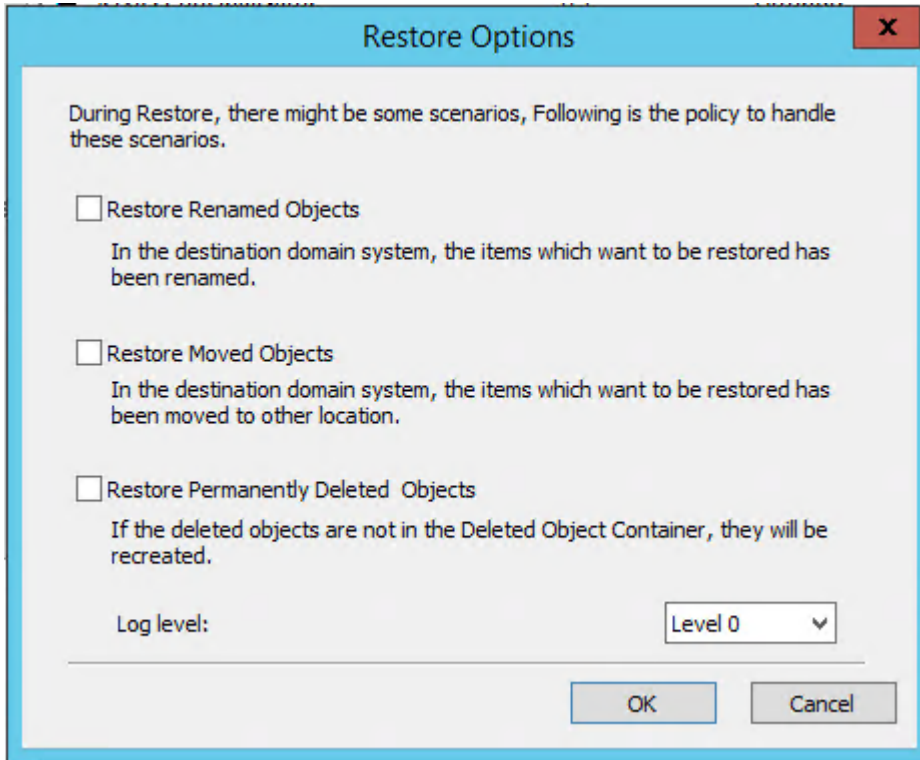 Restore Options
x
During Restore, there might be some scenarios, Following is the policy to handle
these scenarios.
Restore Renamed Objects
In the destination domain system, the items which want to be restored has
been renamed.
Restore Moved Objects
In the destination domain system, the items which want to be restored has
been moved to other location.
Restore Permanently Deleted Objects
If the deleted objects are not in the Deleted Object Container, they will be
recreated.
Log level: Level 0
OK Cancel